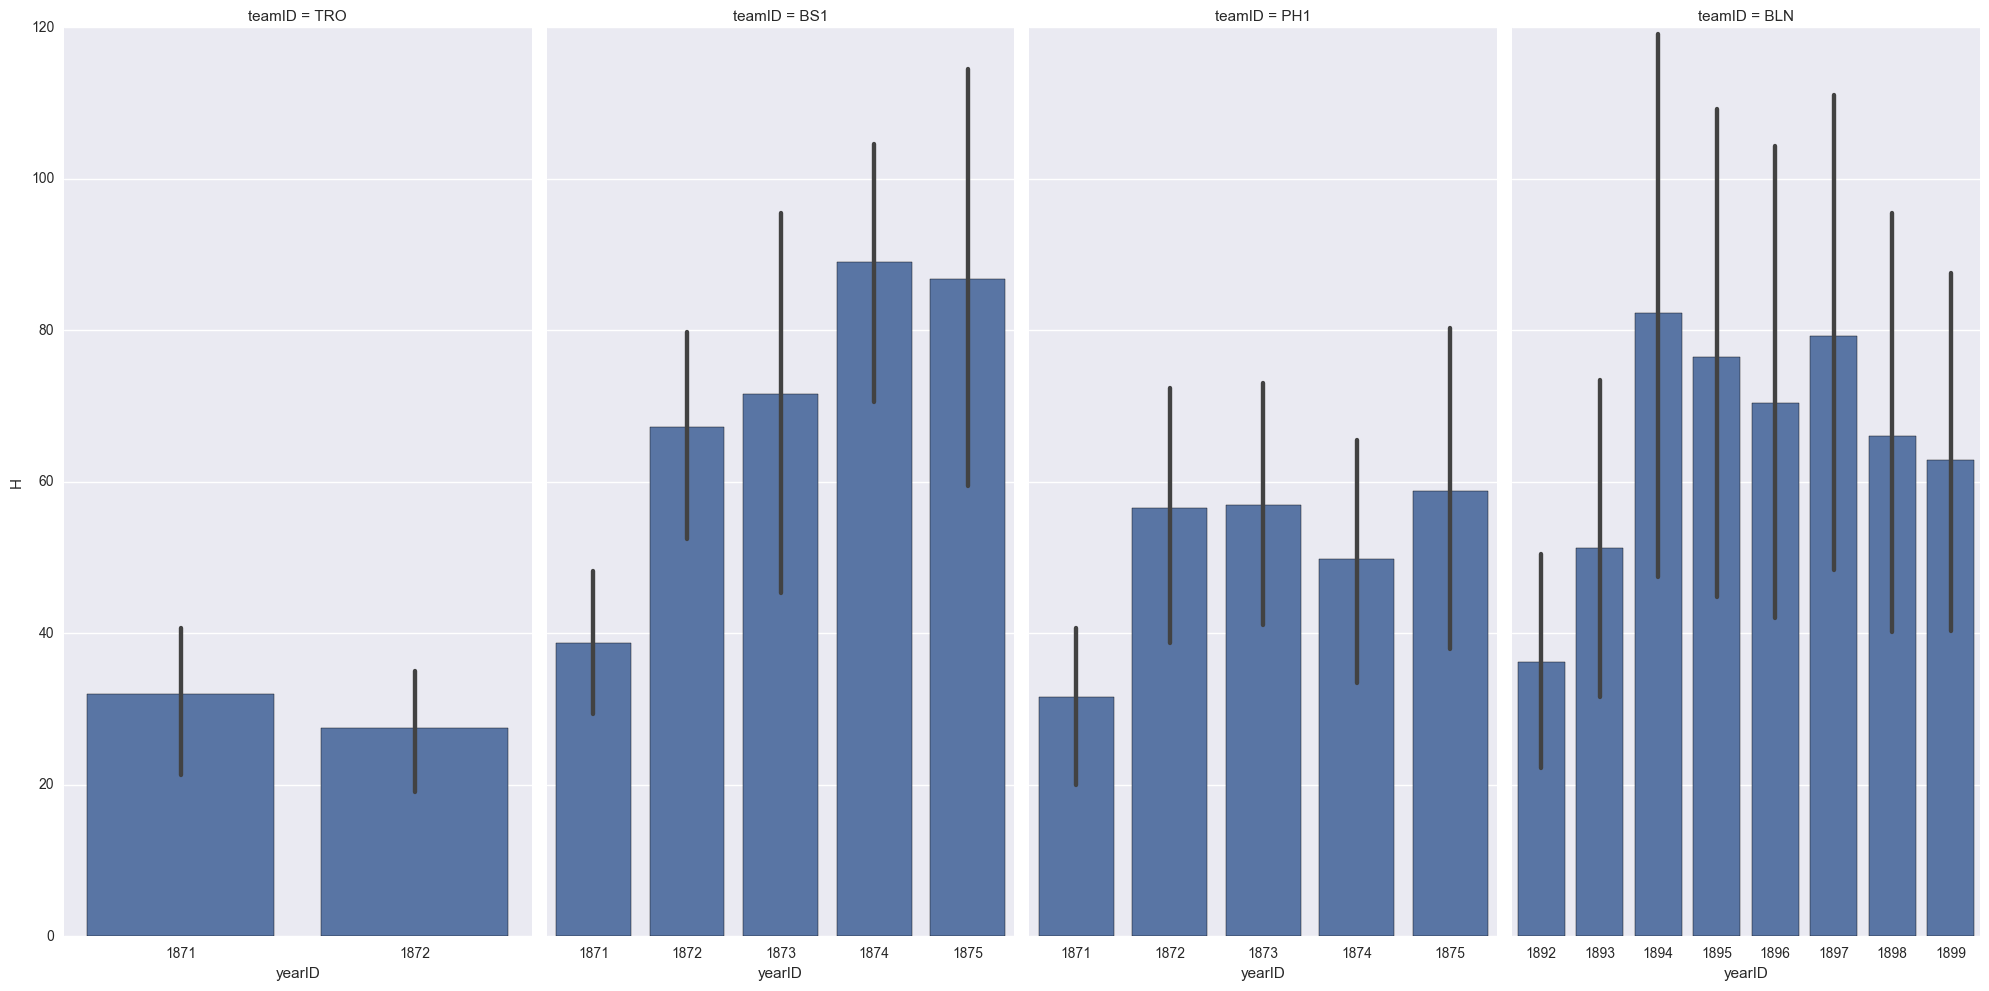 teamID = TRO
teamID = BS1
teamID = PH1
teamID = BLN
120
100
80
60
40
20
0
H
1871 1872
1871 1872 1873 1874 1875
1871 1872 1873 1874 1875
1892 1893 1894 1895 1896 1897 1898 1899
yearID
yearID
yearID
yearID